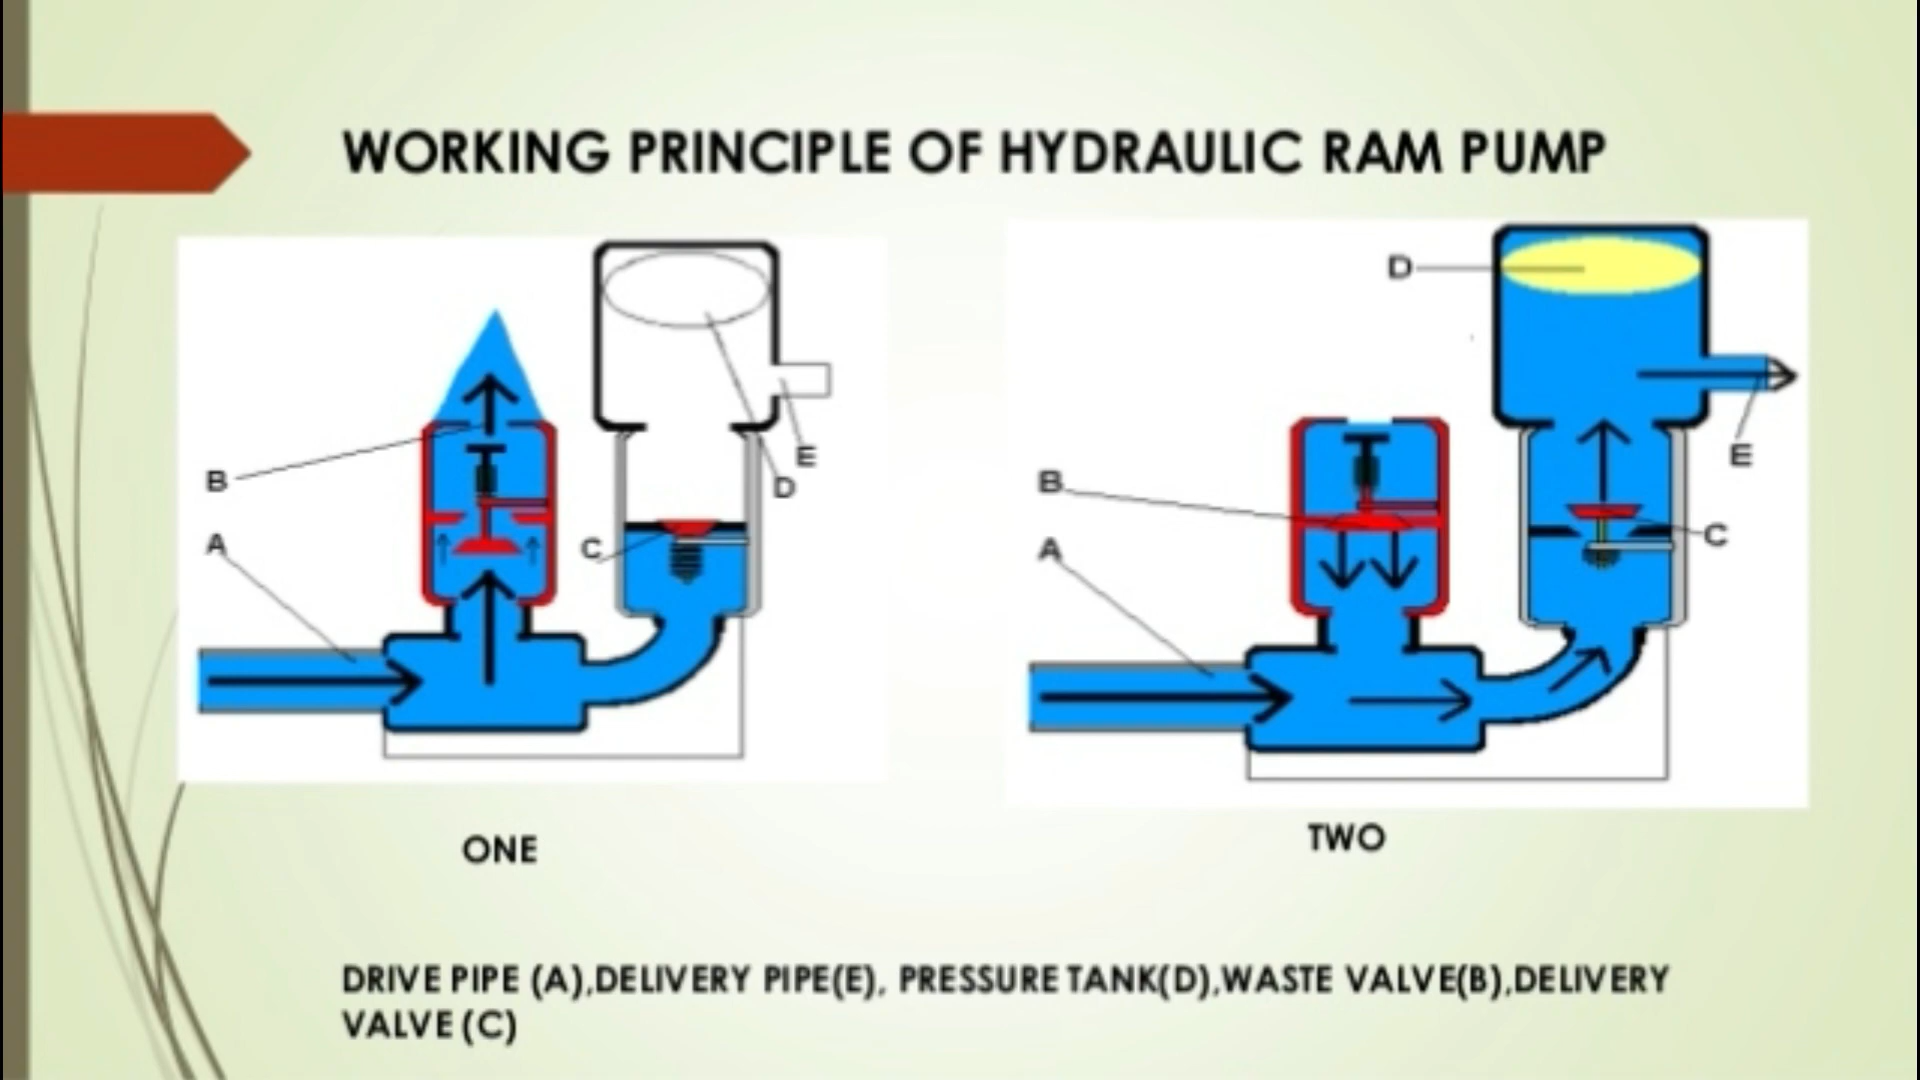 WORKING PRINCIPLE OF HYDRAULIC RAM PUMP
B
A
C
E
D
D
B
A
E
C
ONE
TWO
DRIVE PIPE (A),DELIVERY PIPE(E), PRESSURE TANK(D),WASTE VALVE(B),DELIVERY
VALVE (C)